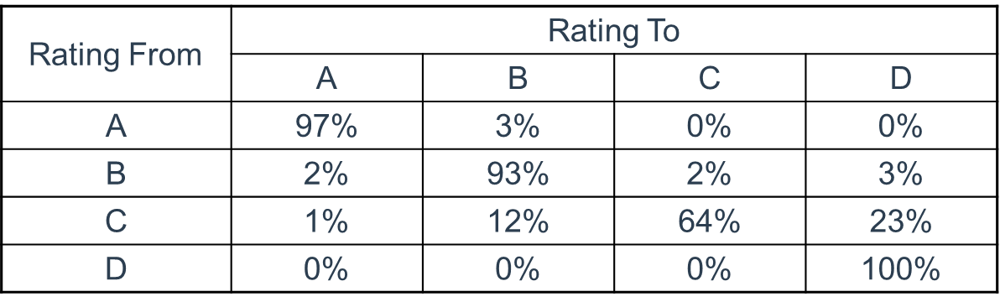 Rating From Rating To
A B C D
A 97% 3% 0% 0%
B 2% 93% 2% 3%
C 1% 12% 64% 23%
D 0% 0% 0% 100%